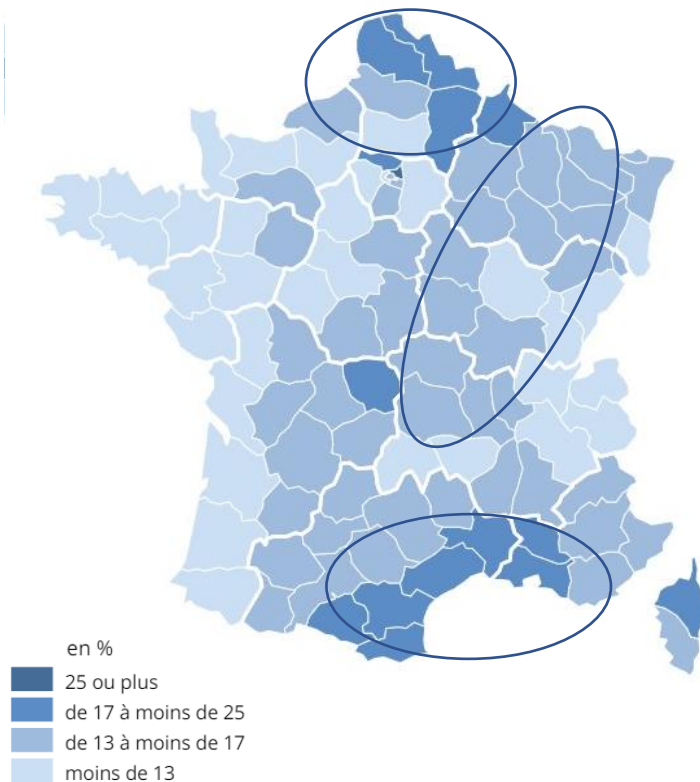 en %
25 ou plus
de 17 à moins de 25
de 13 à moins de 17
moins de 13